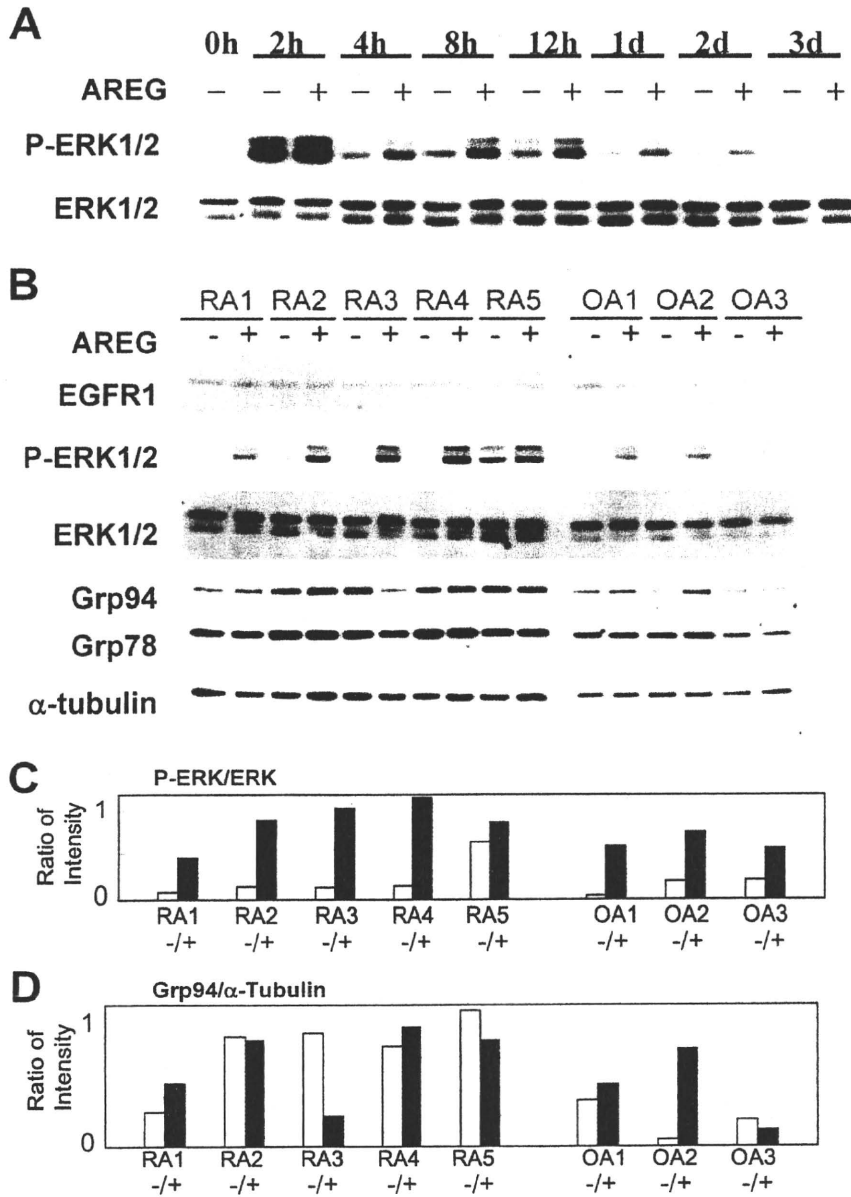 A
0h 2h 4h 8h 12h 1d 2d 3d
AREG − − + − + − + − + − + − + − +
P-ERK1/2
ERK1/2
B
RA1 RA2 RA3 RA4 RA5 OA1 OA2 OA3
AREG - + - + - + - + - + - + - + - +
EGFR1
P-ERK1/2
ERK1/2
Grp94
Grp78
α-tubulin
C
P-ERK/ERK
Ratio of
Intensity
1
0
RA1 RA2 RA3 RA4 RA5 OA1 OA2 OA3
-/+ -/+ -/+ -/+ -/+ -/+ -/+ -/+
D
Grp94/α-Tubulin
Ratio of
Intensity
1
0
RA1 RA2 RA3 RA4 RA5 OA1 OA2 OA3
-/+ -/+ -/+ -/+ -/+ -/+ -/+ -/+